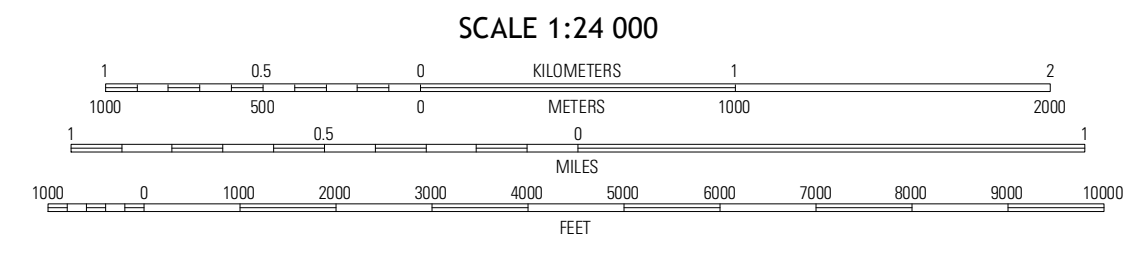 SCALE 1:24 000
1 0.5 0 KILOMETERS 1 2
1000 500 0 METERS 1000 2000
1 0.5 0 1
MILES
1000 0 1000 2000 3000 4000 5000 6000 7000 8000 9000 10000
FEET